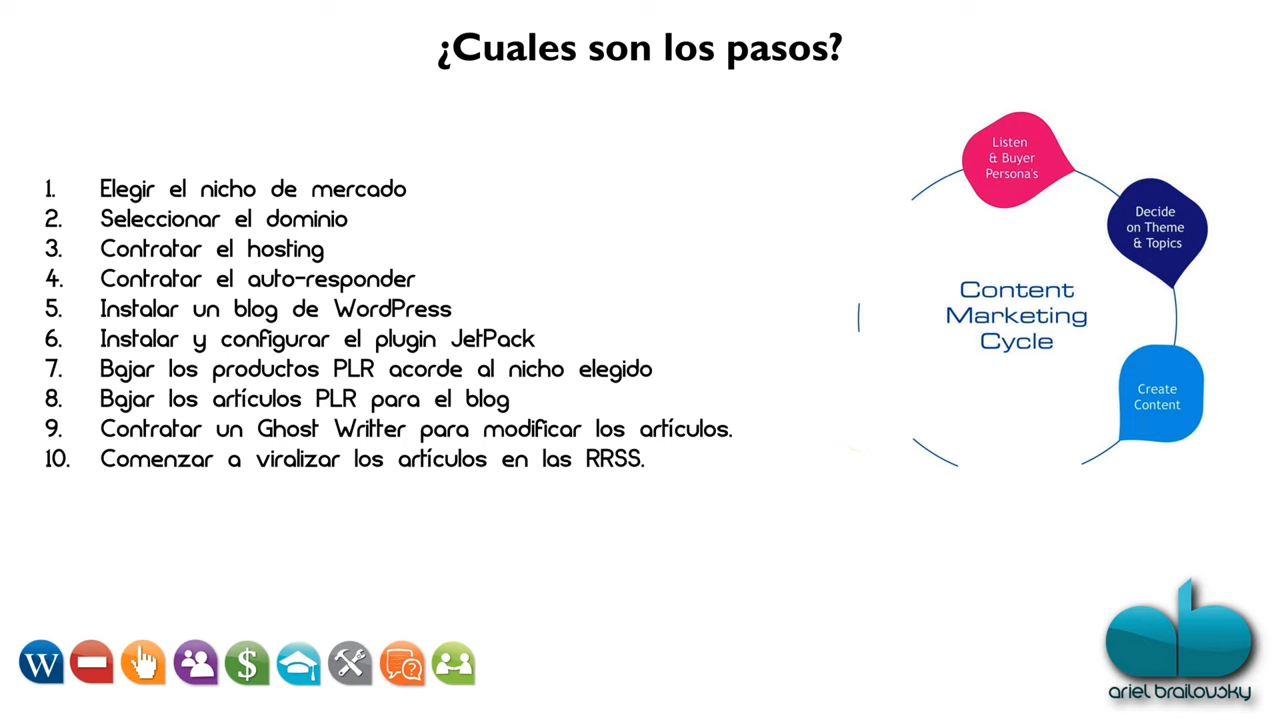 ¿Cuales son los pasos?
1. Elegir el nicho de mercado
2. Seleccionar el dominio
3. Contratar el hosting
4. Contratar el auto-responder
5. Instalar un blog de WordPress
6. Instalar y configurar el plugin JetPack
7. Bajar los productos PLR acorde al nicho elegido
8. Bajar los artículos PLR para el blog
9. Contratar un Ghost Writter para modificar los artículos.
10. Comenzar a viralizar los artículos en las RRSS.
Listen
& Buyer
Persona's
Decide
on Theme
& Topics
Content
Marketing
Cycle
Create
Content
W
$
?
ariel brailovsky